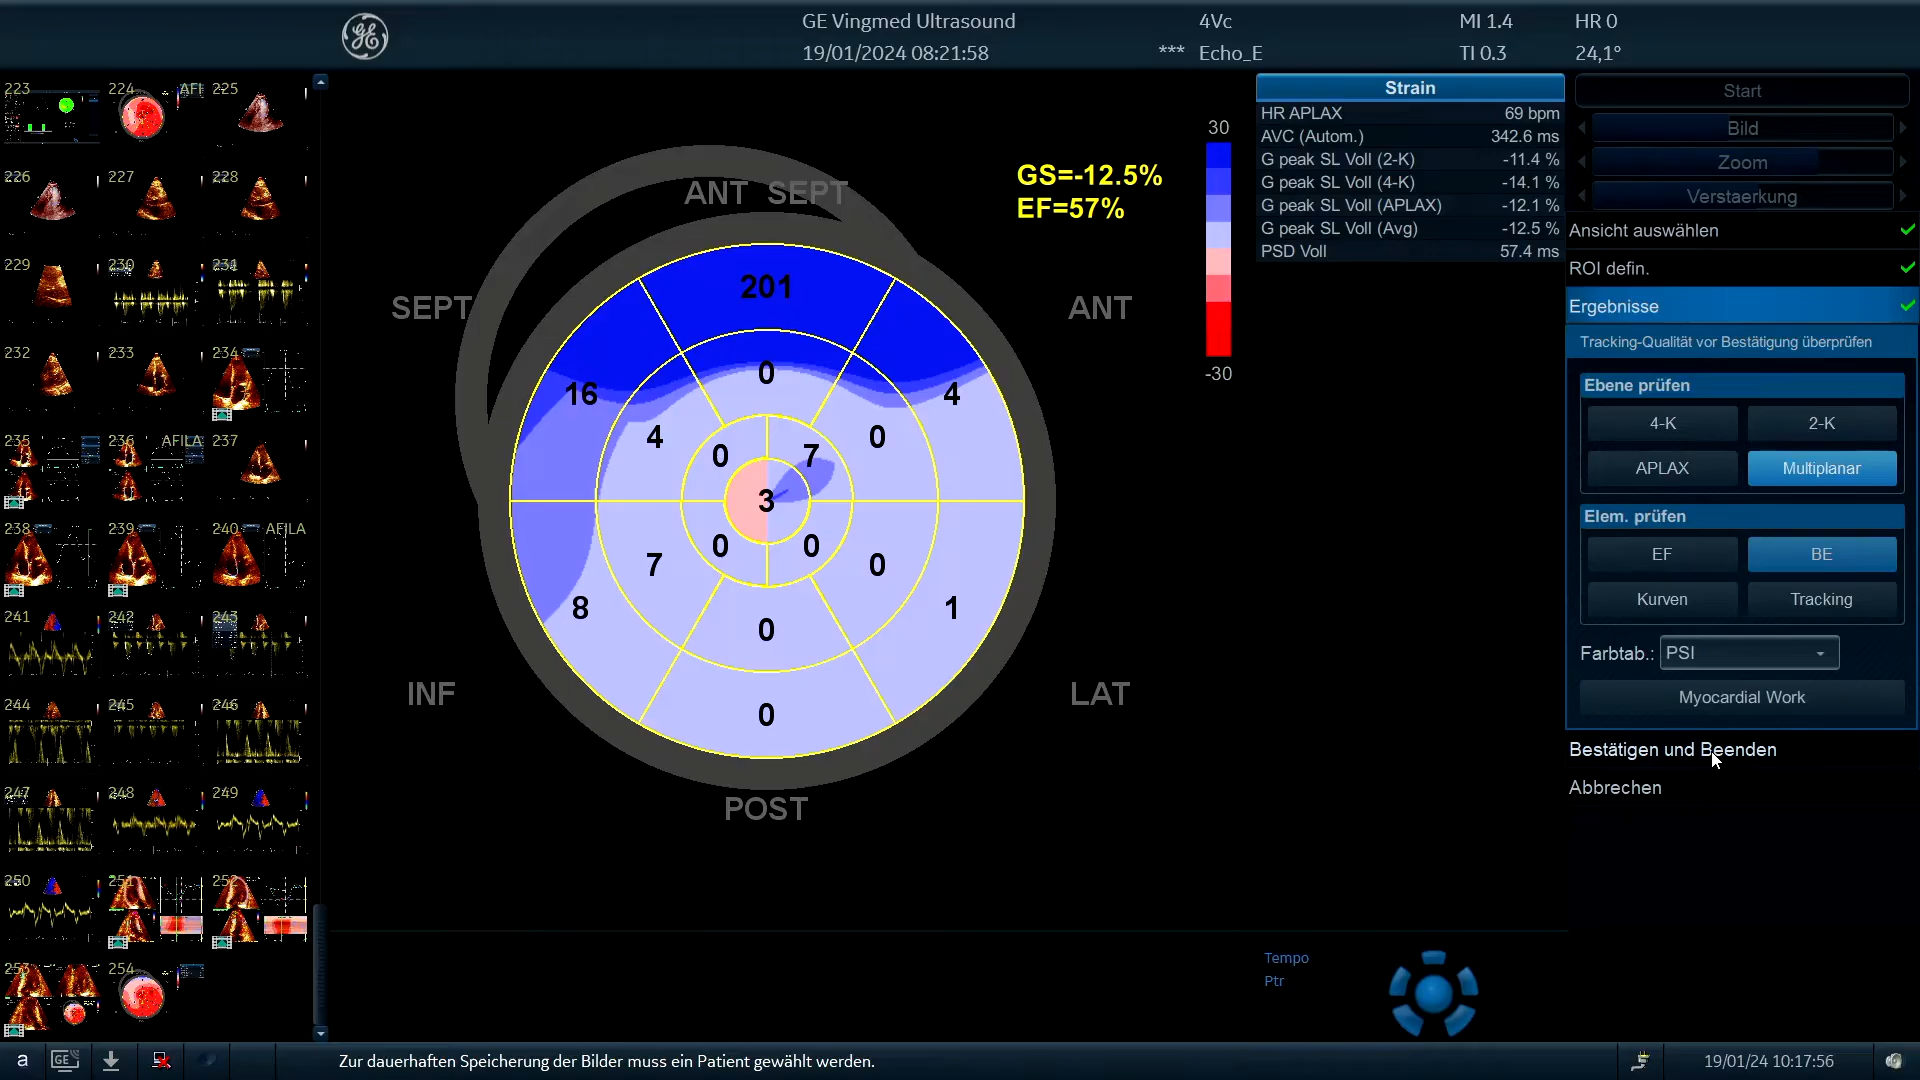 GE Vingmed Ultrasound
19/01/2024 08:21:58
4Vc
*** Echo_E
MI 1.4
TI 0.3
HR 0
24,1°
223
224
AFI
225
226
227
228
229
230
231
232
233
234
235
236
AFILA
237
238
239
240
AFILA
241
242
243
244
245
246
247
248
249
250
251
252
253
254
ANT SEPT
SEPT
ANT
INF
LAT
POST
GS=-12.5%
EF=57%
201
16
0
4
4
0
0
7
3
7
0
0
0
8
0
1
0
30
-30
Strain
HR APLAX 69 bpm
AVC (Autom.) 342.6 ms
G peak SL Voll (2-K) -11.4 %
G peak SL Voll (4-K) -14.1 %
G peak SL Voll (APLAX) -12.1 %
G peak SL Voll (Avg) -12.5 %
PSD Voll 57.4 ms
Start
Bild
Zoom
Verstaerkung
Ansicht auswählen
ROI defin.
Ergebnisse
Tracking-Qualität vor Bestätigung überprüfen
Ebene prüfen
4-K 2-K
APLAX Multiplanar
Elem. prüfen
EF BE
Kurven Tracking
Farbtab.: PSI
Myocardial Work
Bestätigen und Beenden
Abbrechen
Tempo
Ptr
a
GE
Zur dauerhaften Speicherung der Bilder muss ein Patient gewählt werden.
19/01/24 10:17:56